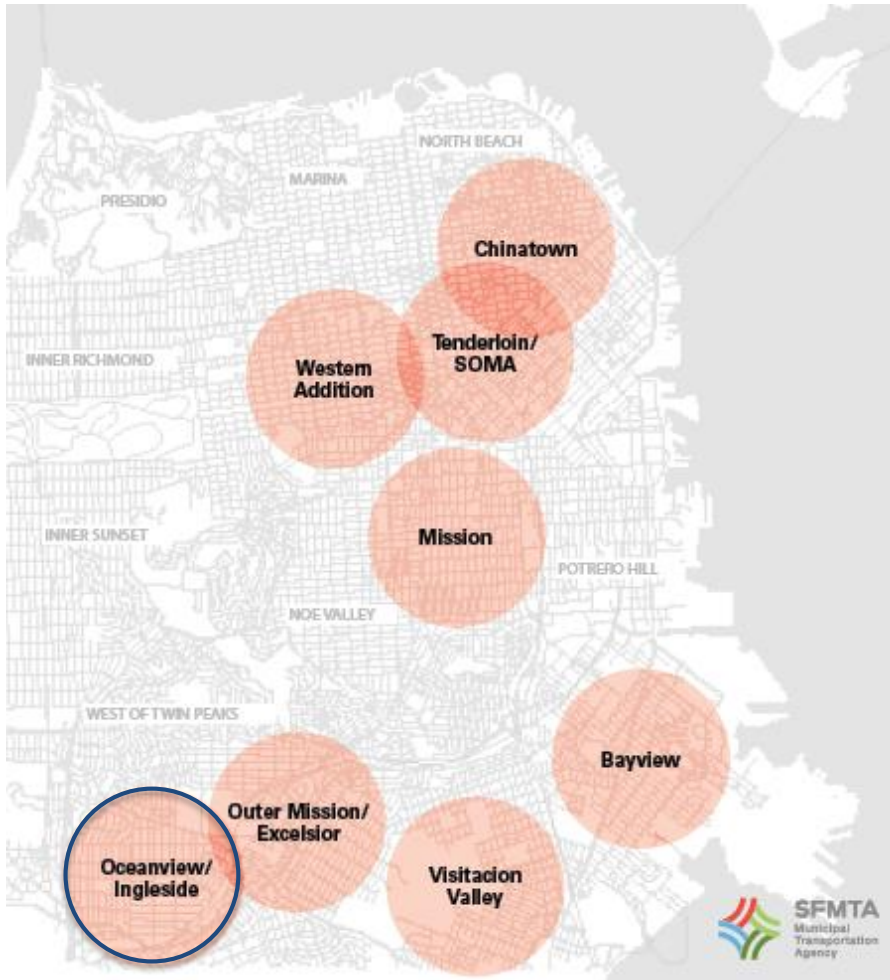 NORTH BEACH
MARINA
PRESIDIO
Chinatown
Tenderloin/
SOMA
INNER RICHMOND
Western
Addition
INNER SUNSET
Mission
POTRERO HILL
NOE VALLEY
WEST OF TWIN PEAKS
Bayview
Outer Mission/
Excelsior
Oceanview/
Ingleside
Visitacion
Valley
SFMTA
Municipal
Transportation
Agency